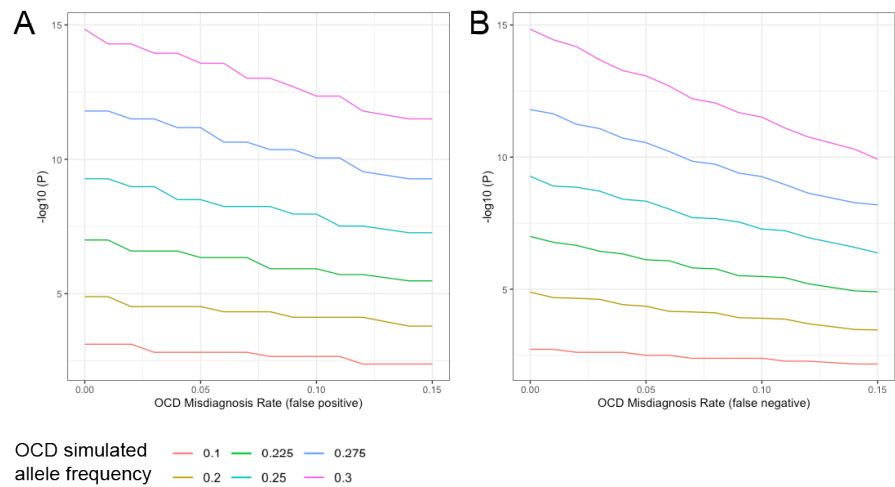 A
B
15
10
5
-log10 (P)
0.00
0.05
0.10
0.15
OCD Misdiagnosis Rate (false positive)
15
10
5
-log10 (P)
0.00
0.05
0.10
0.15
OCD Misdiagnosis Rate (false negative)
OCD simulated
allele frequency
0.1 0.225 0.275
0.2 0.25 0.3